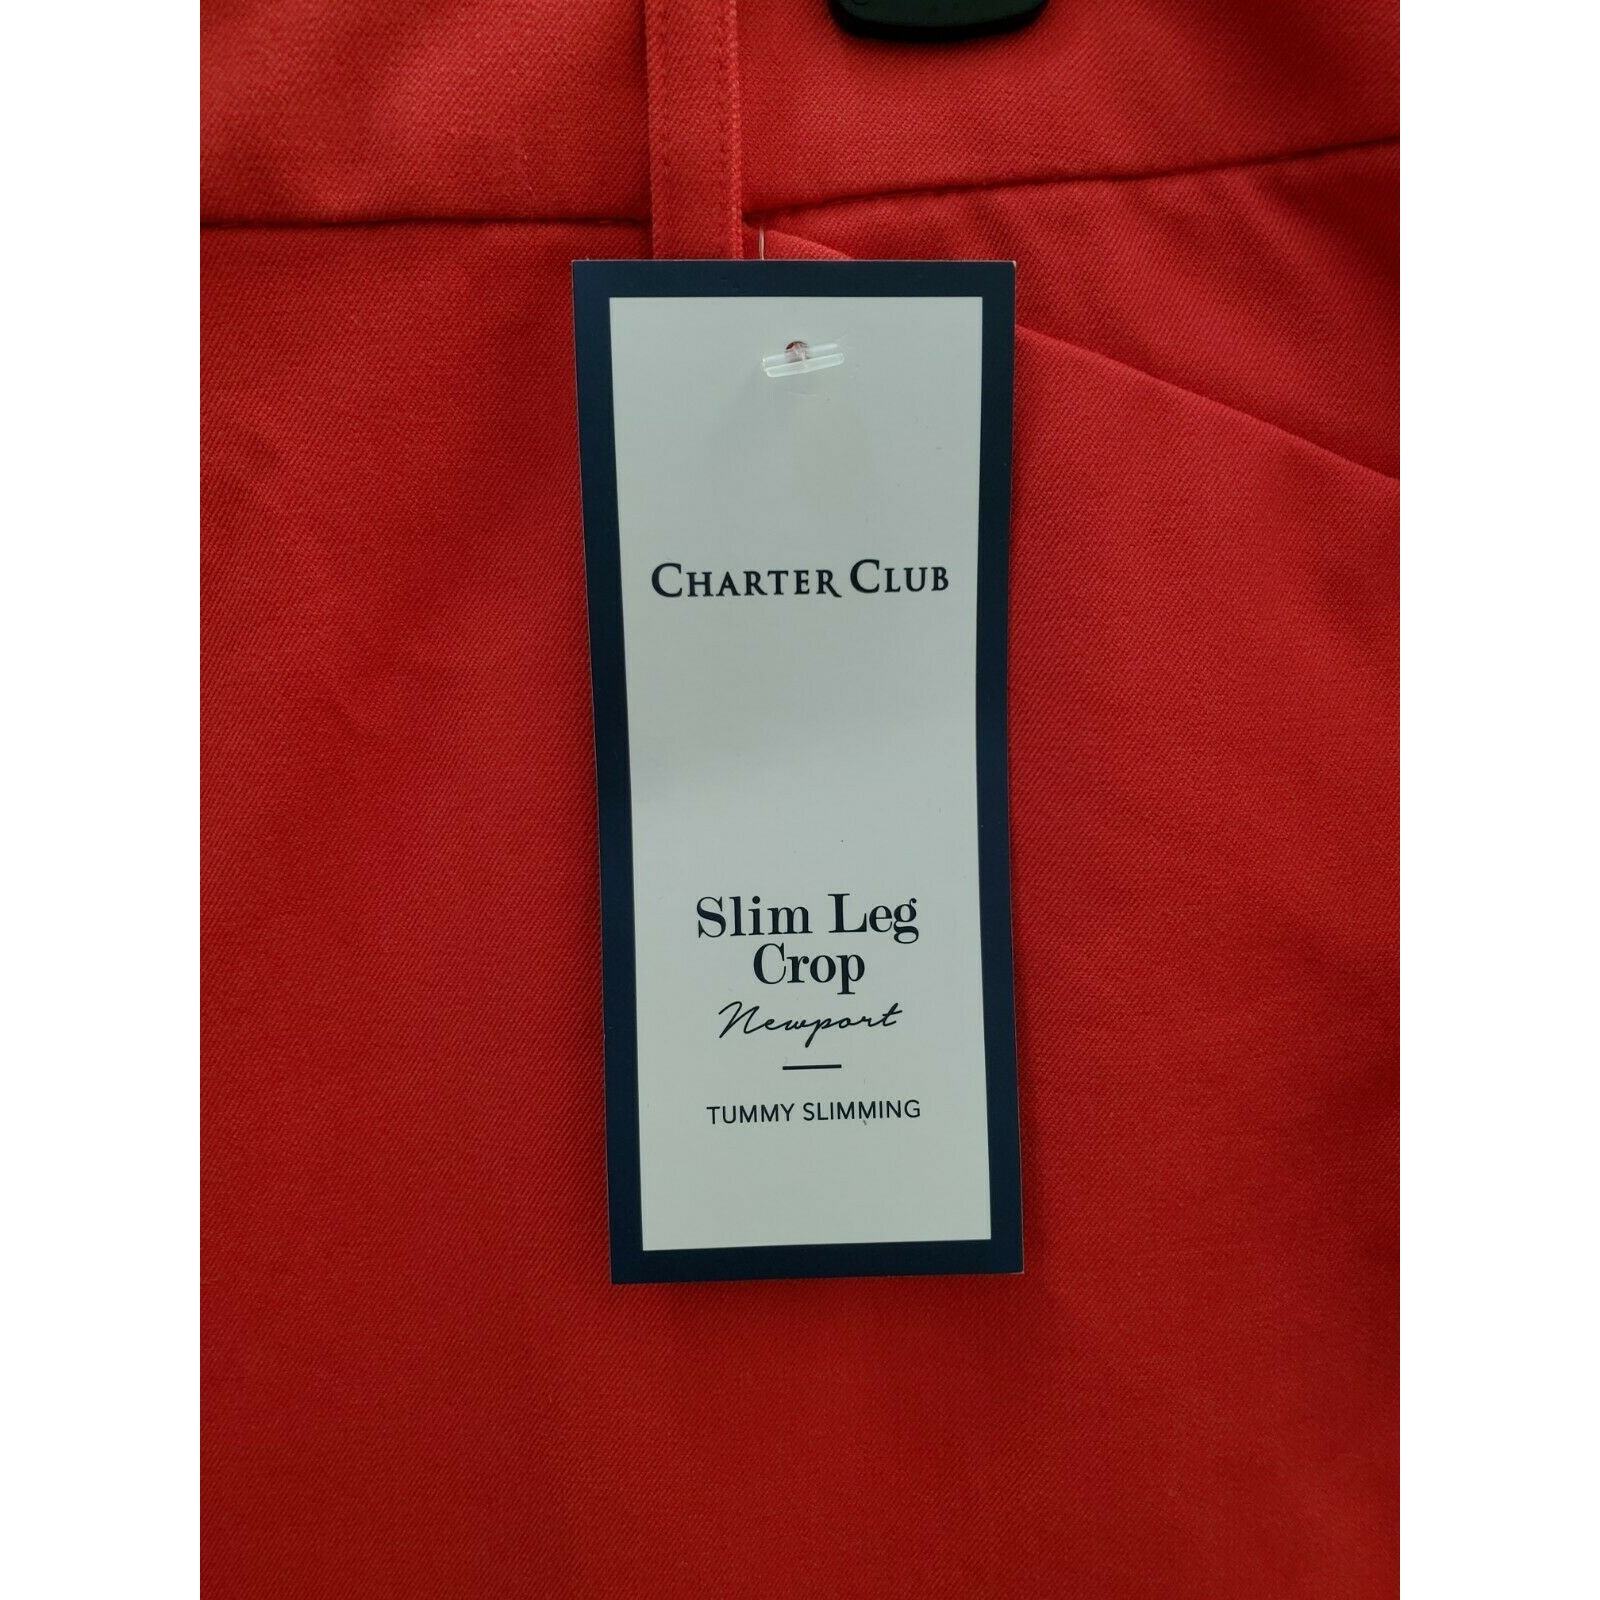 CHARTER CLUB
Slim Leg
Crop
Newport
TUMMY SLIMMING